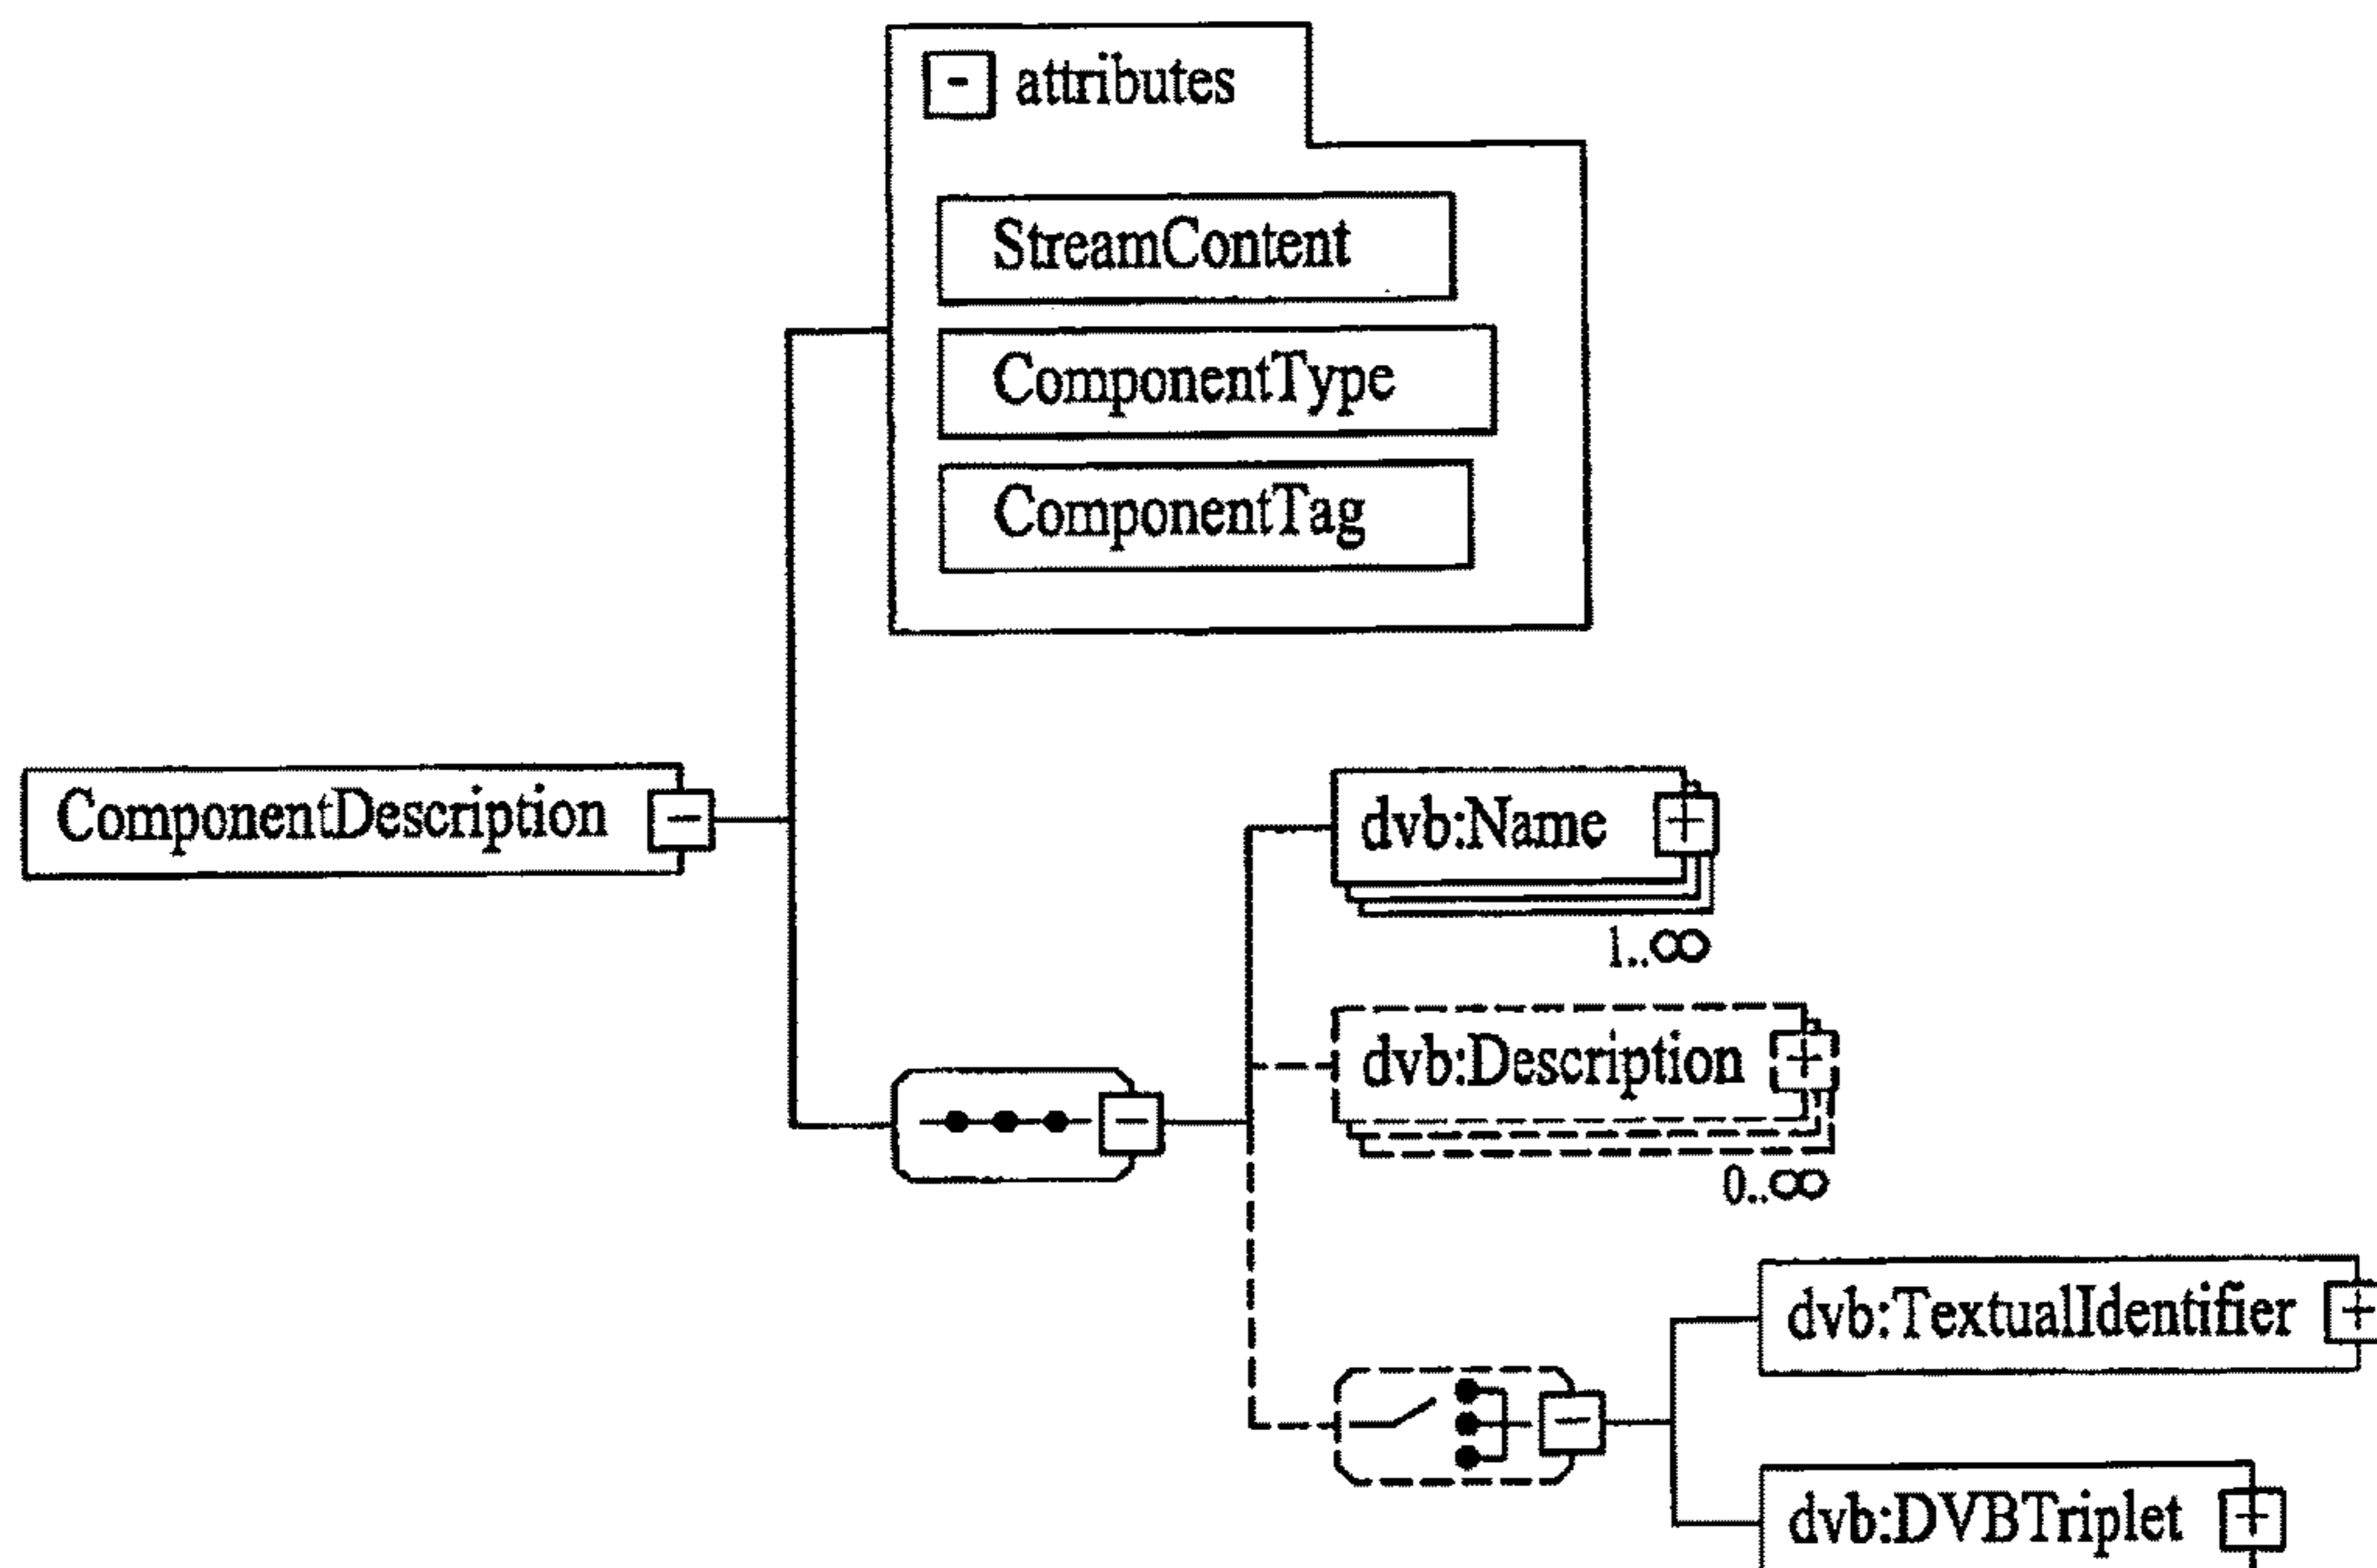 attributes
StreamContent
ComponentType
ComponentTag
ComponentDescription
dvb:Name
1..∞
dvb:Description
0..∞
dvb:TextualIdentifier
dvb:DVBTriplet